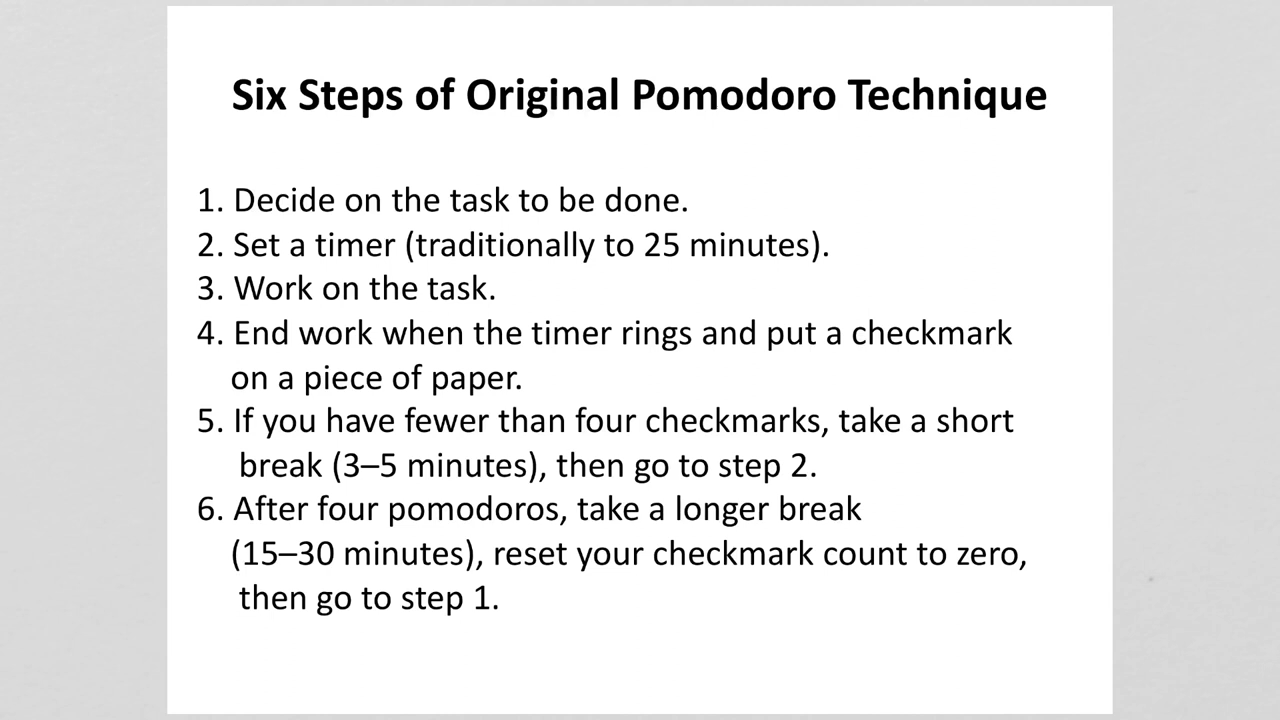 Six Steps of Original Pomodoro Technique
1. Decide on the task to be done.
2. Set a timer (traditionally to 25 minutes).
3. Work on the task.
4. End work when the timer rings and put a checkmark
on a piece of paper.
5. If you have fewer than four checkmarks, take a short
break (3–5 minutes), then go to step 2.
6. After four pomodoros, take a longer break
(15–30 minutes), reset your checkmark count to zero,
then go to step 1.